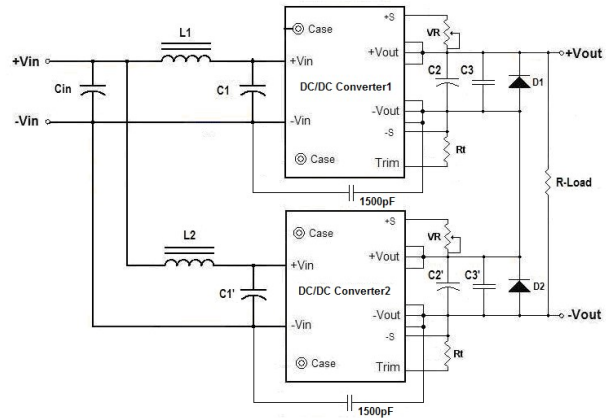 +S
Case
L1
VR
+Vout
+Vout
+Vin
+Vin
C2
C3
Cin
C1
DC/DC Converter1
D1
-Vout
-Vin
-Vin
-S
Rt
Case
Trim
R-Load
1500pF
+S
L2
Case
VR
+Vout
+Vin
C2'
C3'
C1'
DC/DC Converter2
D2
-Vout
-Vout
-Vin
-S
Rt
Case
Trim
1500pF